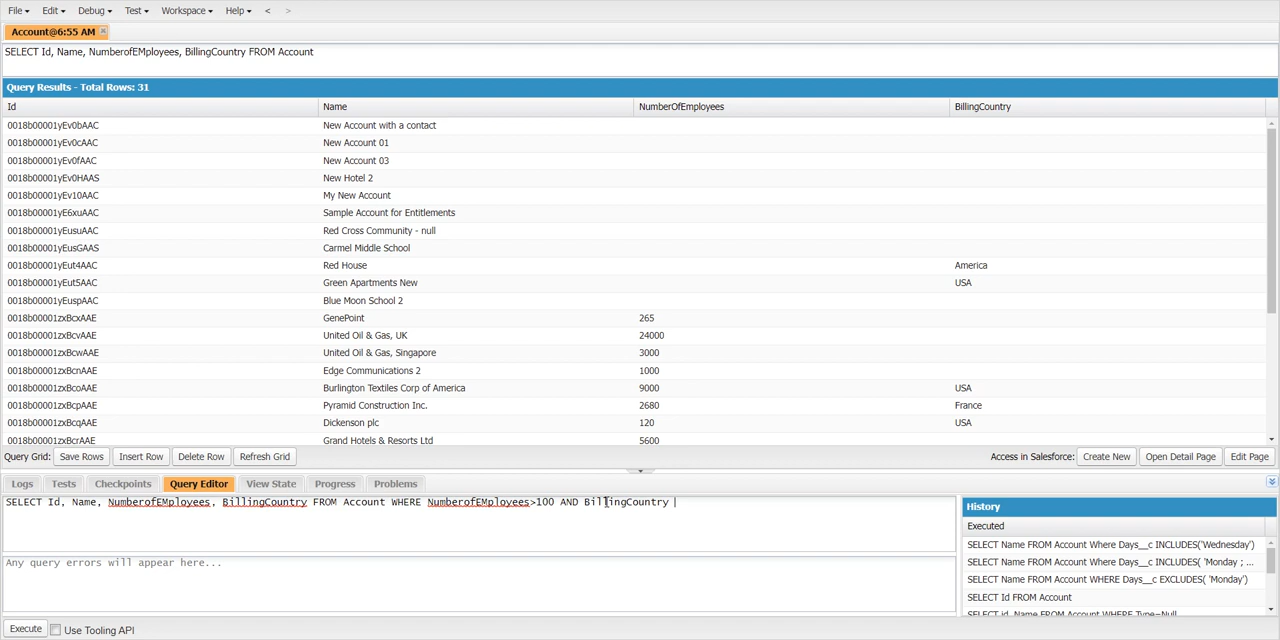 File Edit Debug Test Workspace Help < >
Account@6:55 AM
SELECT Id, Name, NumberofEMployees, BillingCountry FROM Account
Query Results - Total Rows: 31
Id Name NumberOfEmployees BillingCountry
0018b00001yEv0bAAC New Account with a contact
0018b00001yEv0cAAC New Account 01
0018b00001yEv0fAAC New Account 03
0018b00001yEv0HAAS New Hotel 2
0018b00001yEv10AAC My New Account
0018b00001yE6xuAAC Sample Account for Entitlements
0018b00001yEusuAAC Red Cross Community - null
0018b00001yEusGAAS Carmel Middle School
0018b00001yEut4AAC Red House America
0018b00001yEut5AAC Green Apartments New USA
0018b00001yEuspAAC Blue Moon School 2
0018b00001zxBcxAAE GenePoint 265
0018b00001zxBcvAAE United Oil & Gas, UK 24000
0018b00001zxBcwAAE United Oil & Gas, Singapore 3000
0018b00001zxBcnAAE Edge Communications 2 1000
0018b00001zxBcoAAE Burlington Textiles Corp of America 9000 USA
0018b00001zxBcpAAE Pyramid Construction Inc. 2680 France
0018b00001zxBcqAAE Dickenson plc 120 USA
0018b00001zxBcrAAE Grand Hotels & Resorts Ltd 5600
Query Grid: Save Rows Insert Row Delete Row Refresh Grid Access in Salesforce: Create New Open Detail Page Edit Page
Logs Tests Checkpoints Query Editor View State Progress Problems
SELECT Id, Name, NumberofEMployees, BillingCountry FROM Account WHERE NumberofEMployees>100 AND BillingCountry
Any query errors will appear here...
History
Executed
SELECT Name FROM Account Where Days__c INCLUDES('Wednesday')
SELECT Name FROM Account Where Days__c INCLUDES( 'Monday ; ...
SELECT Name FROM Account WHERE Days__c EXCLUDES( 'Monday')
SELECT Id FROM Account
SELECT id, Name FROM Account WHERE Type=Null
Execute Use Tooling API